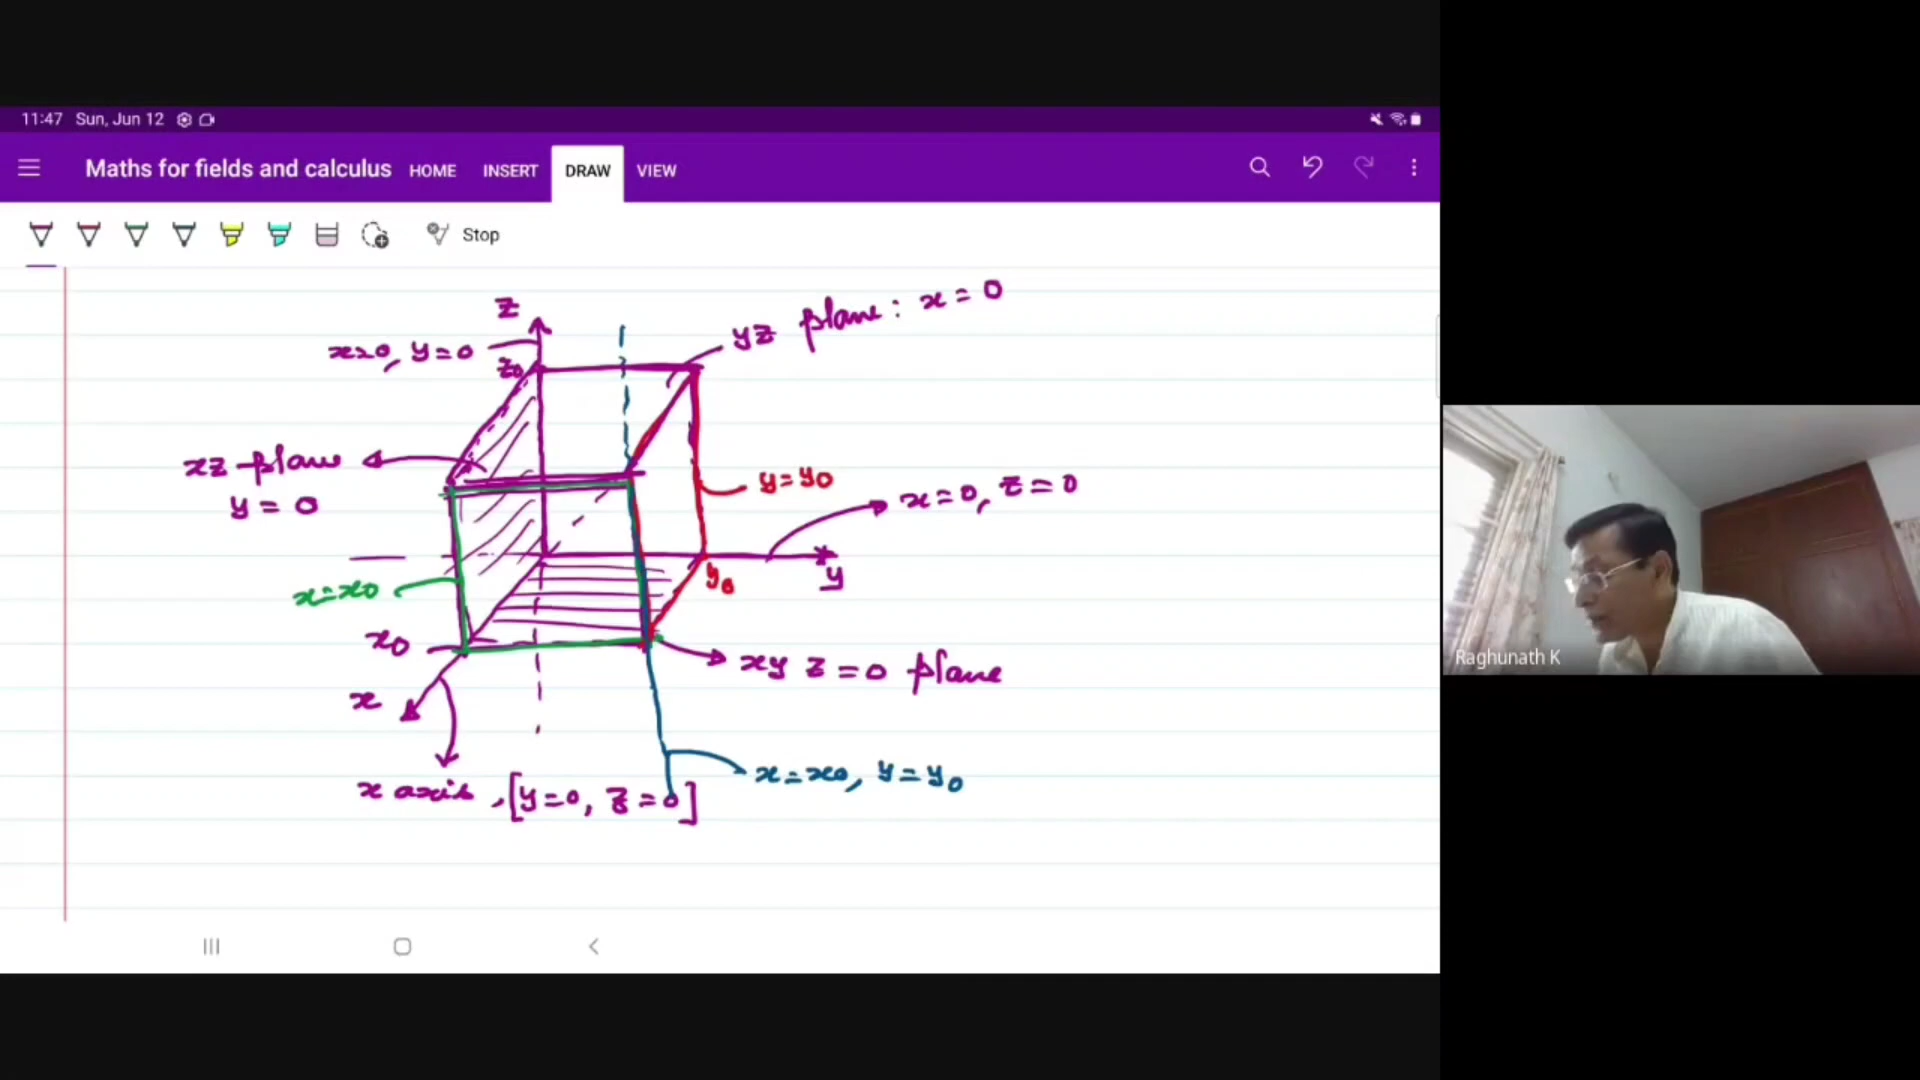 11:47 Sun, Jun 12
Maths for fields and calculus HOME INSERT DRAW VIEW
Stop
z
yz plane: x = 0
x=0, y=0
z0
xz plane
y = 0
y=y0
x=0, z=0
y0
y
x=x0
x0
xy z=0 plane
x
x=x0, y=y0
x axis, [y=0, z=0]
Raghunath K